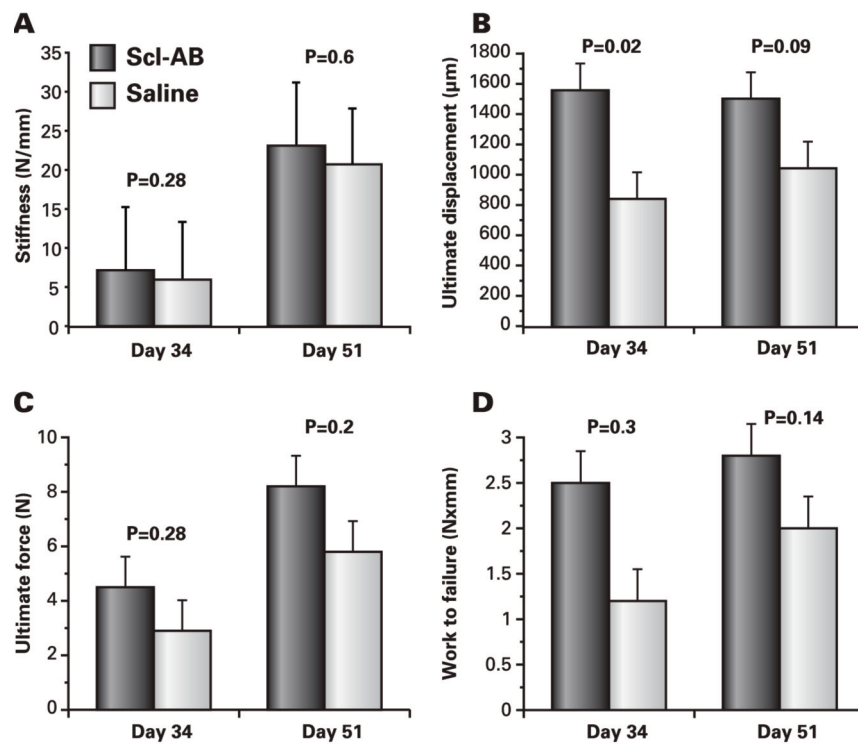 A
Stiffness (N/mm)
35
30
25
20
15
10
5
0
Scl-AB
Saline
P=0.28
P=0.6
Day 34
Day 51
B
Ultimate displacement (μm)
1800
1600
1400
1200
1000
800
600
400
200
0
P=0.02
P=0.09
Day 34
Day 51
C
Ultimate force (N)
10
8
6
4
2
0
P=0.28
P=0.2
Day 34
Day 51
D
Work to failure (Nxmm)
3
2.5
2
1.5
1
0.5
0
P=0.3
P=0.14
Day 34
Day 51